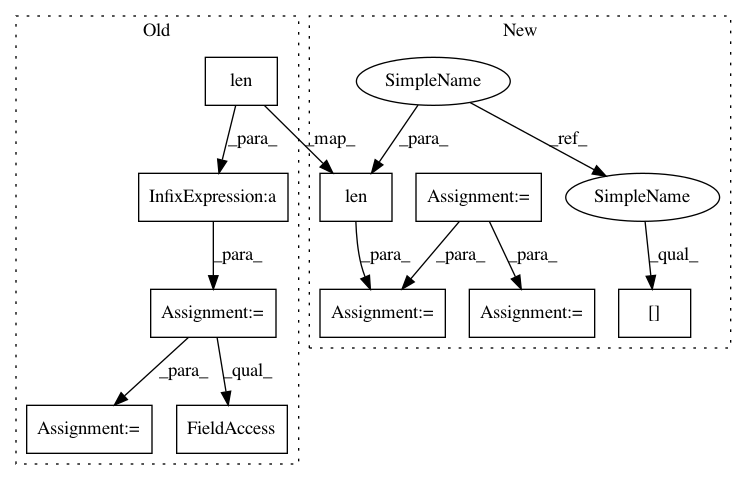 Old
New
len
SimpleName
_para_
_map_
_para_
_ref_
InfixExpression:a
len
Assignment:=
SimpleName
_para_
_para_
_para_
_para_
_qual_
Assignment:=
Assignment:=
Assignment:=
[]
_para_
_qual_
Assignment:=
FieldAccess